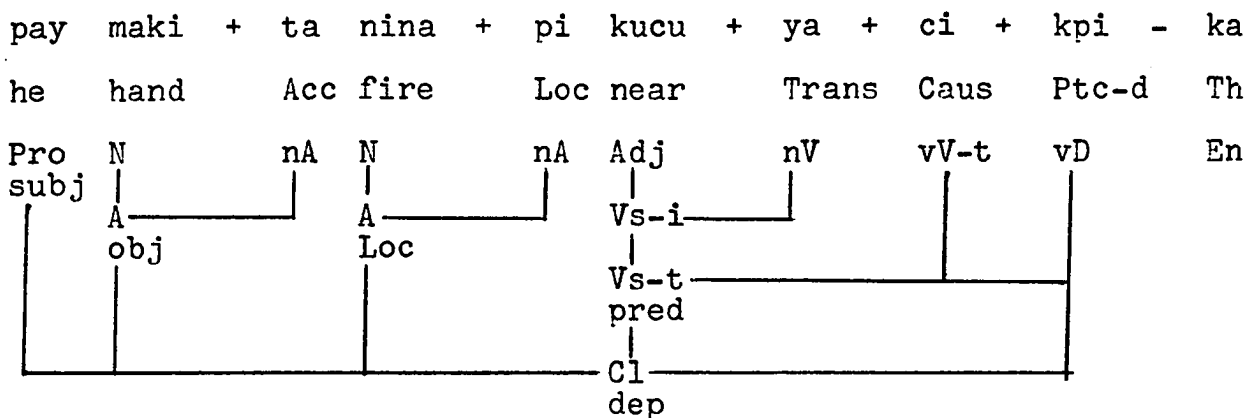 pay maki + ta nina + pi kucu + ya + ci + kpi - ka
he hand Acc fire Loc near Trans Caus Ptc-d Th
Pro N nA N nA Adj nV vV-t vD En
subj
A A Vs-i
obj Loc
Vs-t
pred
Cl
dep